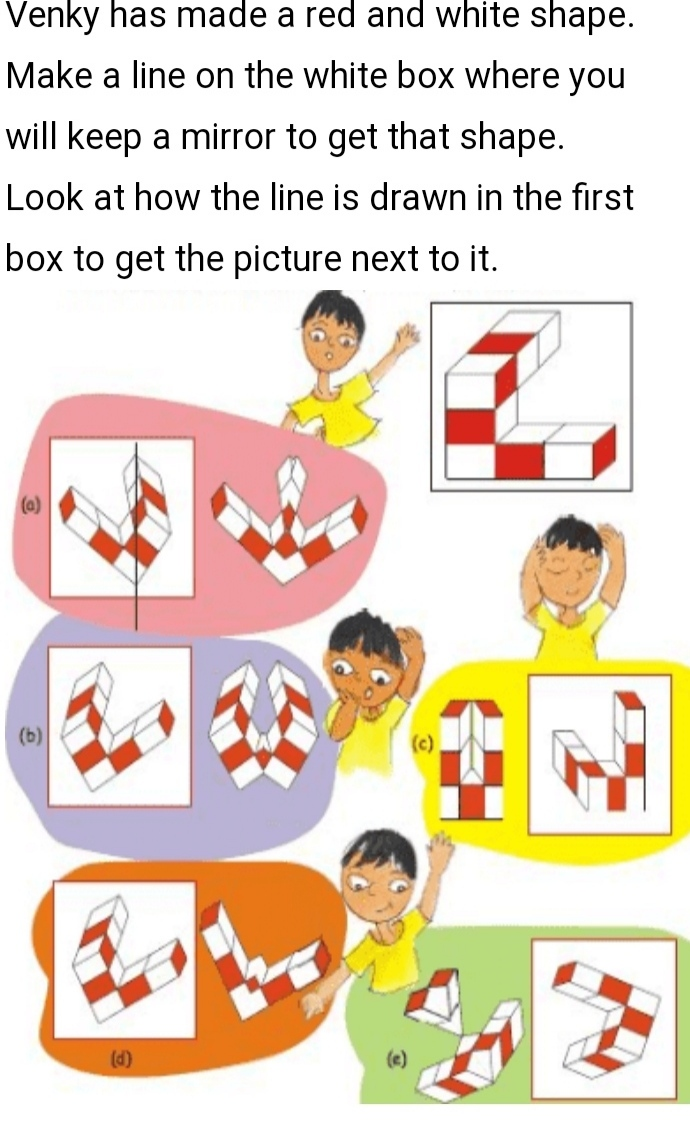 Venky has made a red and white shape.
Make a line on the white box where you
will keep a mirror to get that shape.
Look at how the line is drawn in the first
box to get the picture next to it.
(a)
(b)
(c)
(d)
(e)